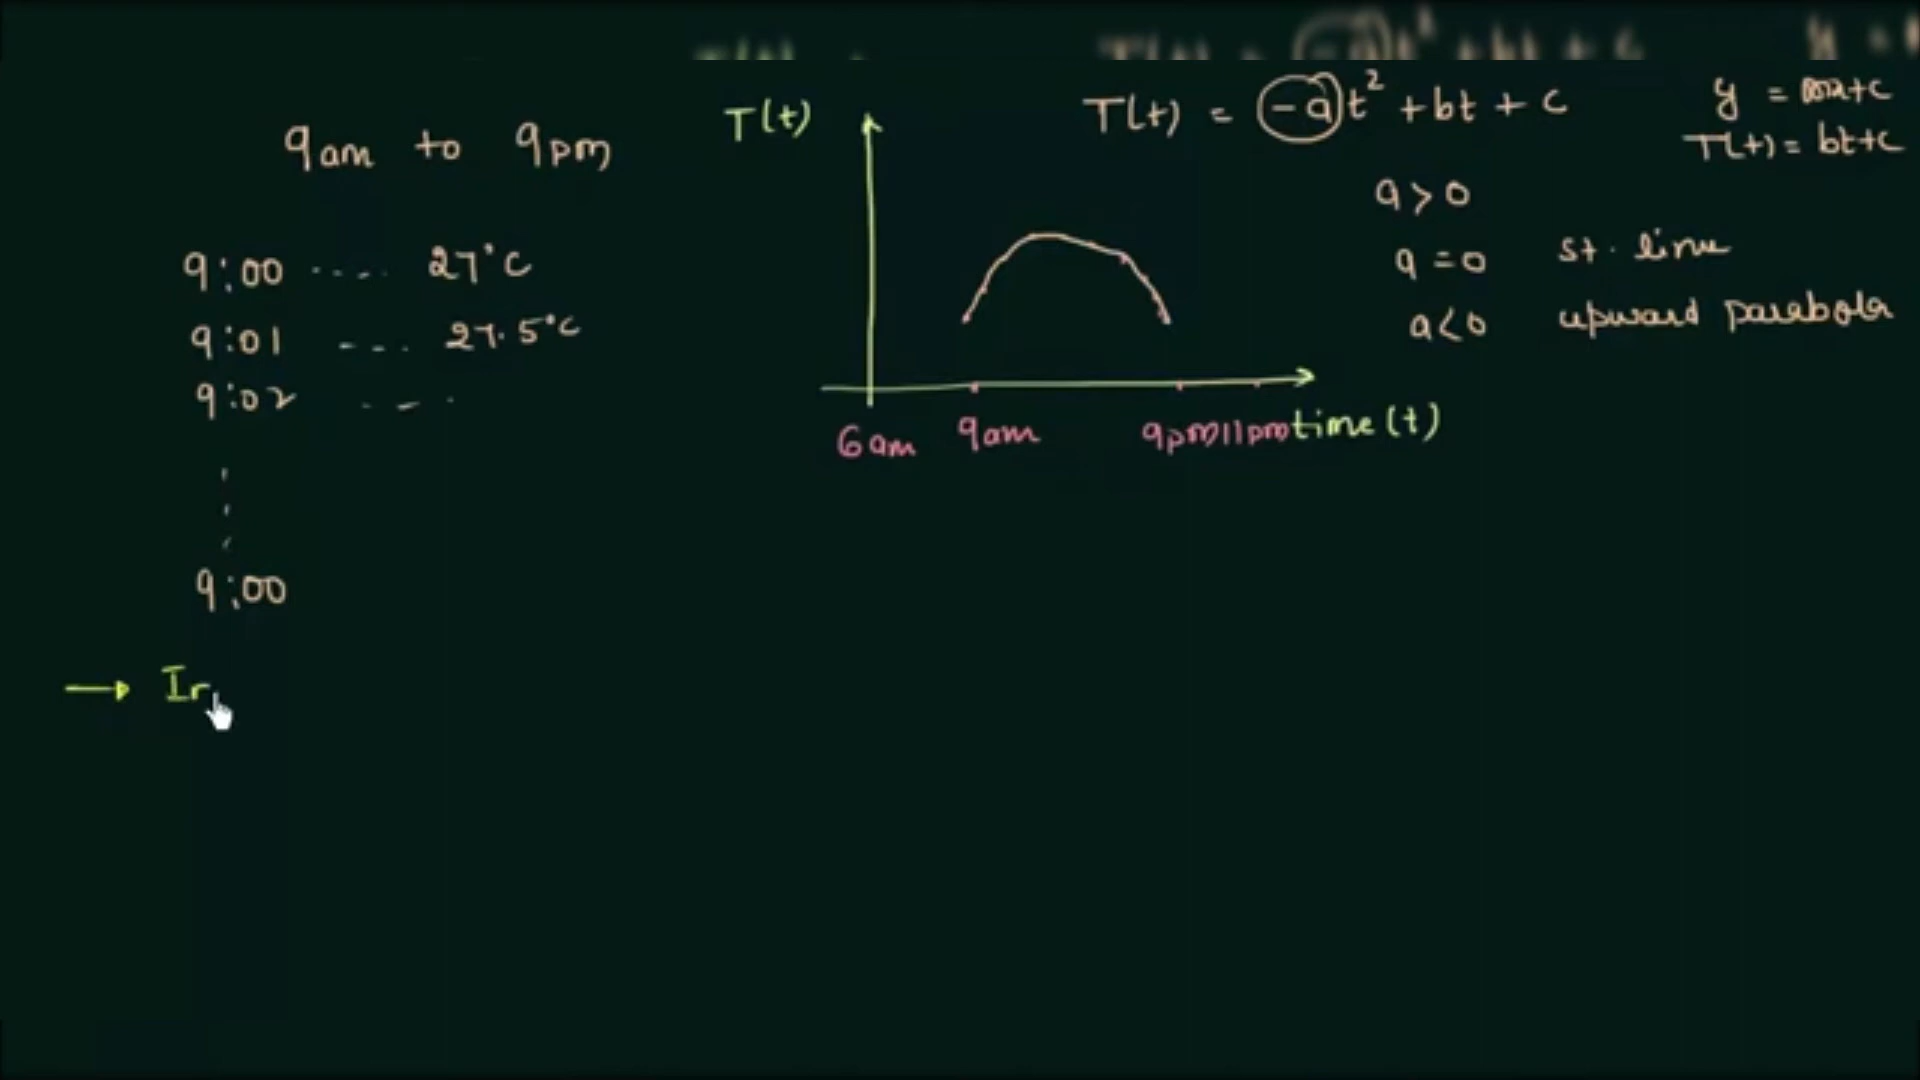 9am to 9pm
9:00 .... 27°C
9:01 --- . 27.5°C
9:02 . - .
9:00
→ Ir
T(t)
6am 9am 9pm 11pm time (t)
T(t) = -at² + bt + c
a > 0
a = 0 st. line
a < 0 upward parabola
y = mx+c
T(t) = bt+c